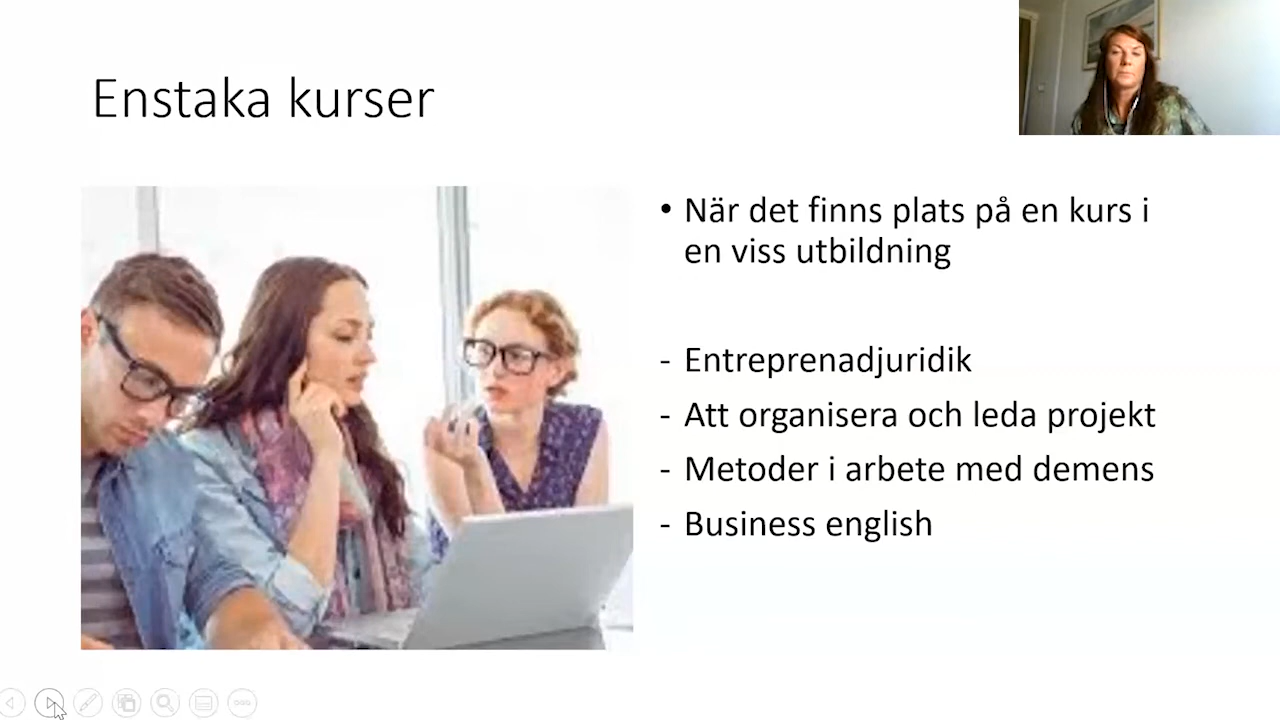 Enstaka kurser
• När det finns plats på en kurs i
en viss utbildning
- Entreprenadjuridik
- Att organisera och leda projekt
- Metoder i arbete med demens
- Business english